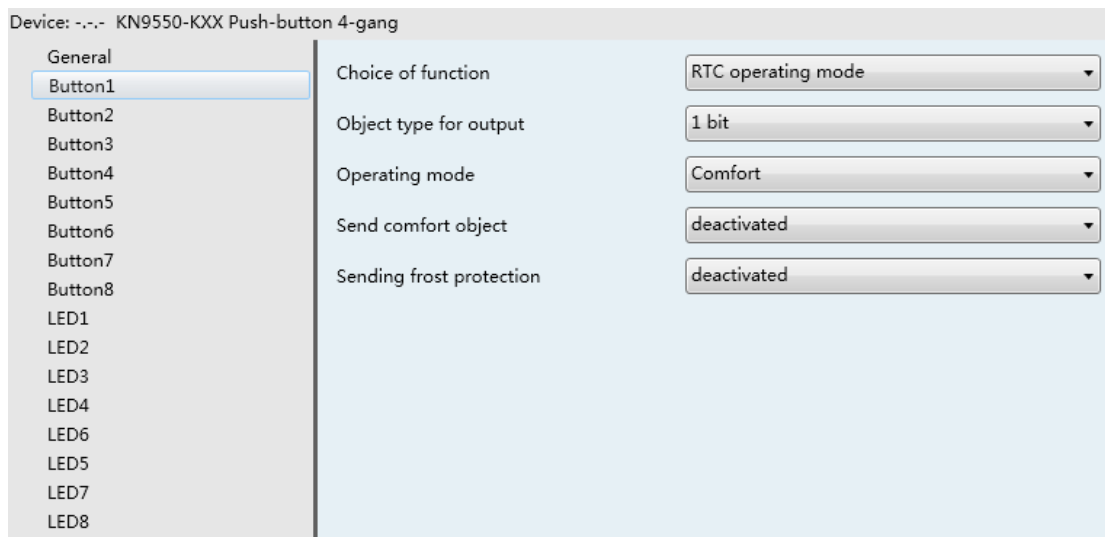 Device: -.-.- KN9550-KXX Push-button 4-gang
General
Button1
Button2
Button3
Button4
Button5
Button6
Button7
Button8
LED1
LED2
LED3
LED4
LED6
LED5
LED7
LED8
Choice of function RTC operating mode
Object type for output 1 bit
Operating mode Comfort
Send comfort object deactivated
Sending frost protection deactivated